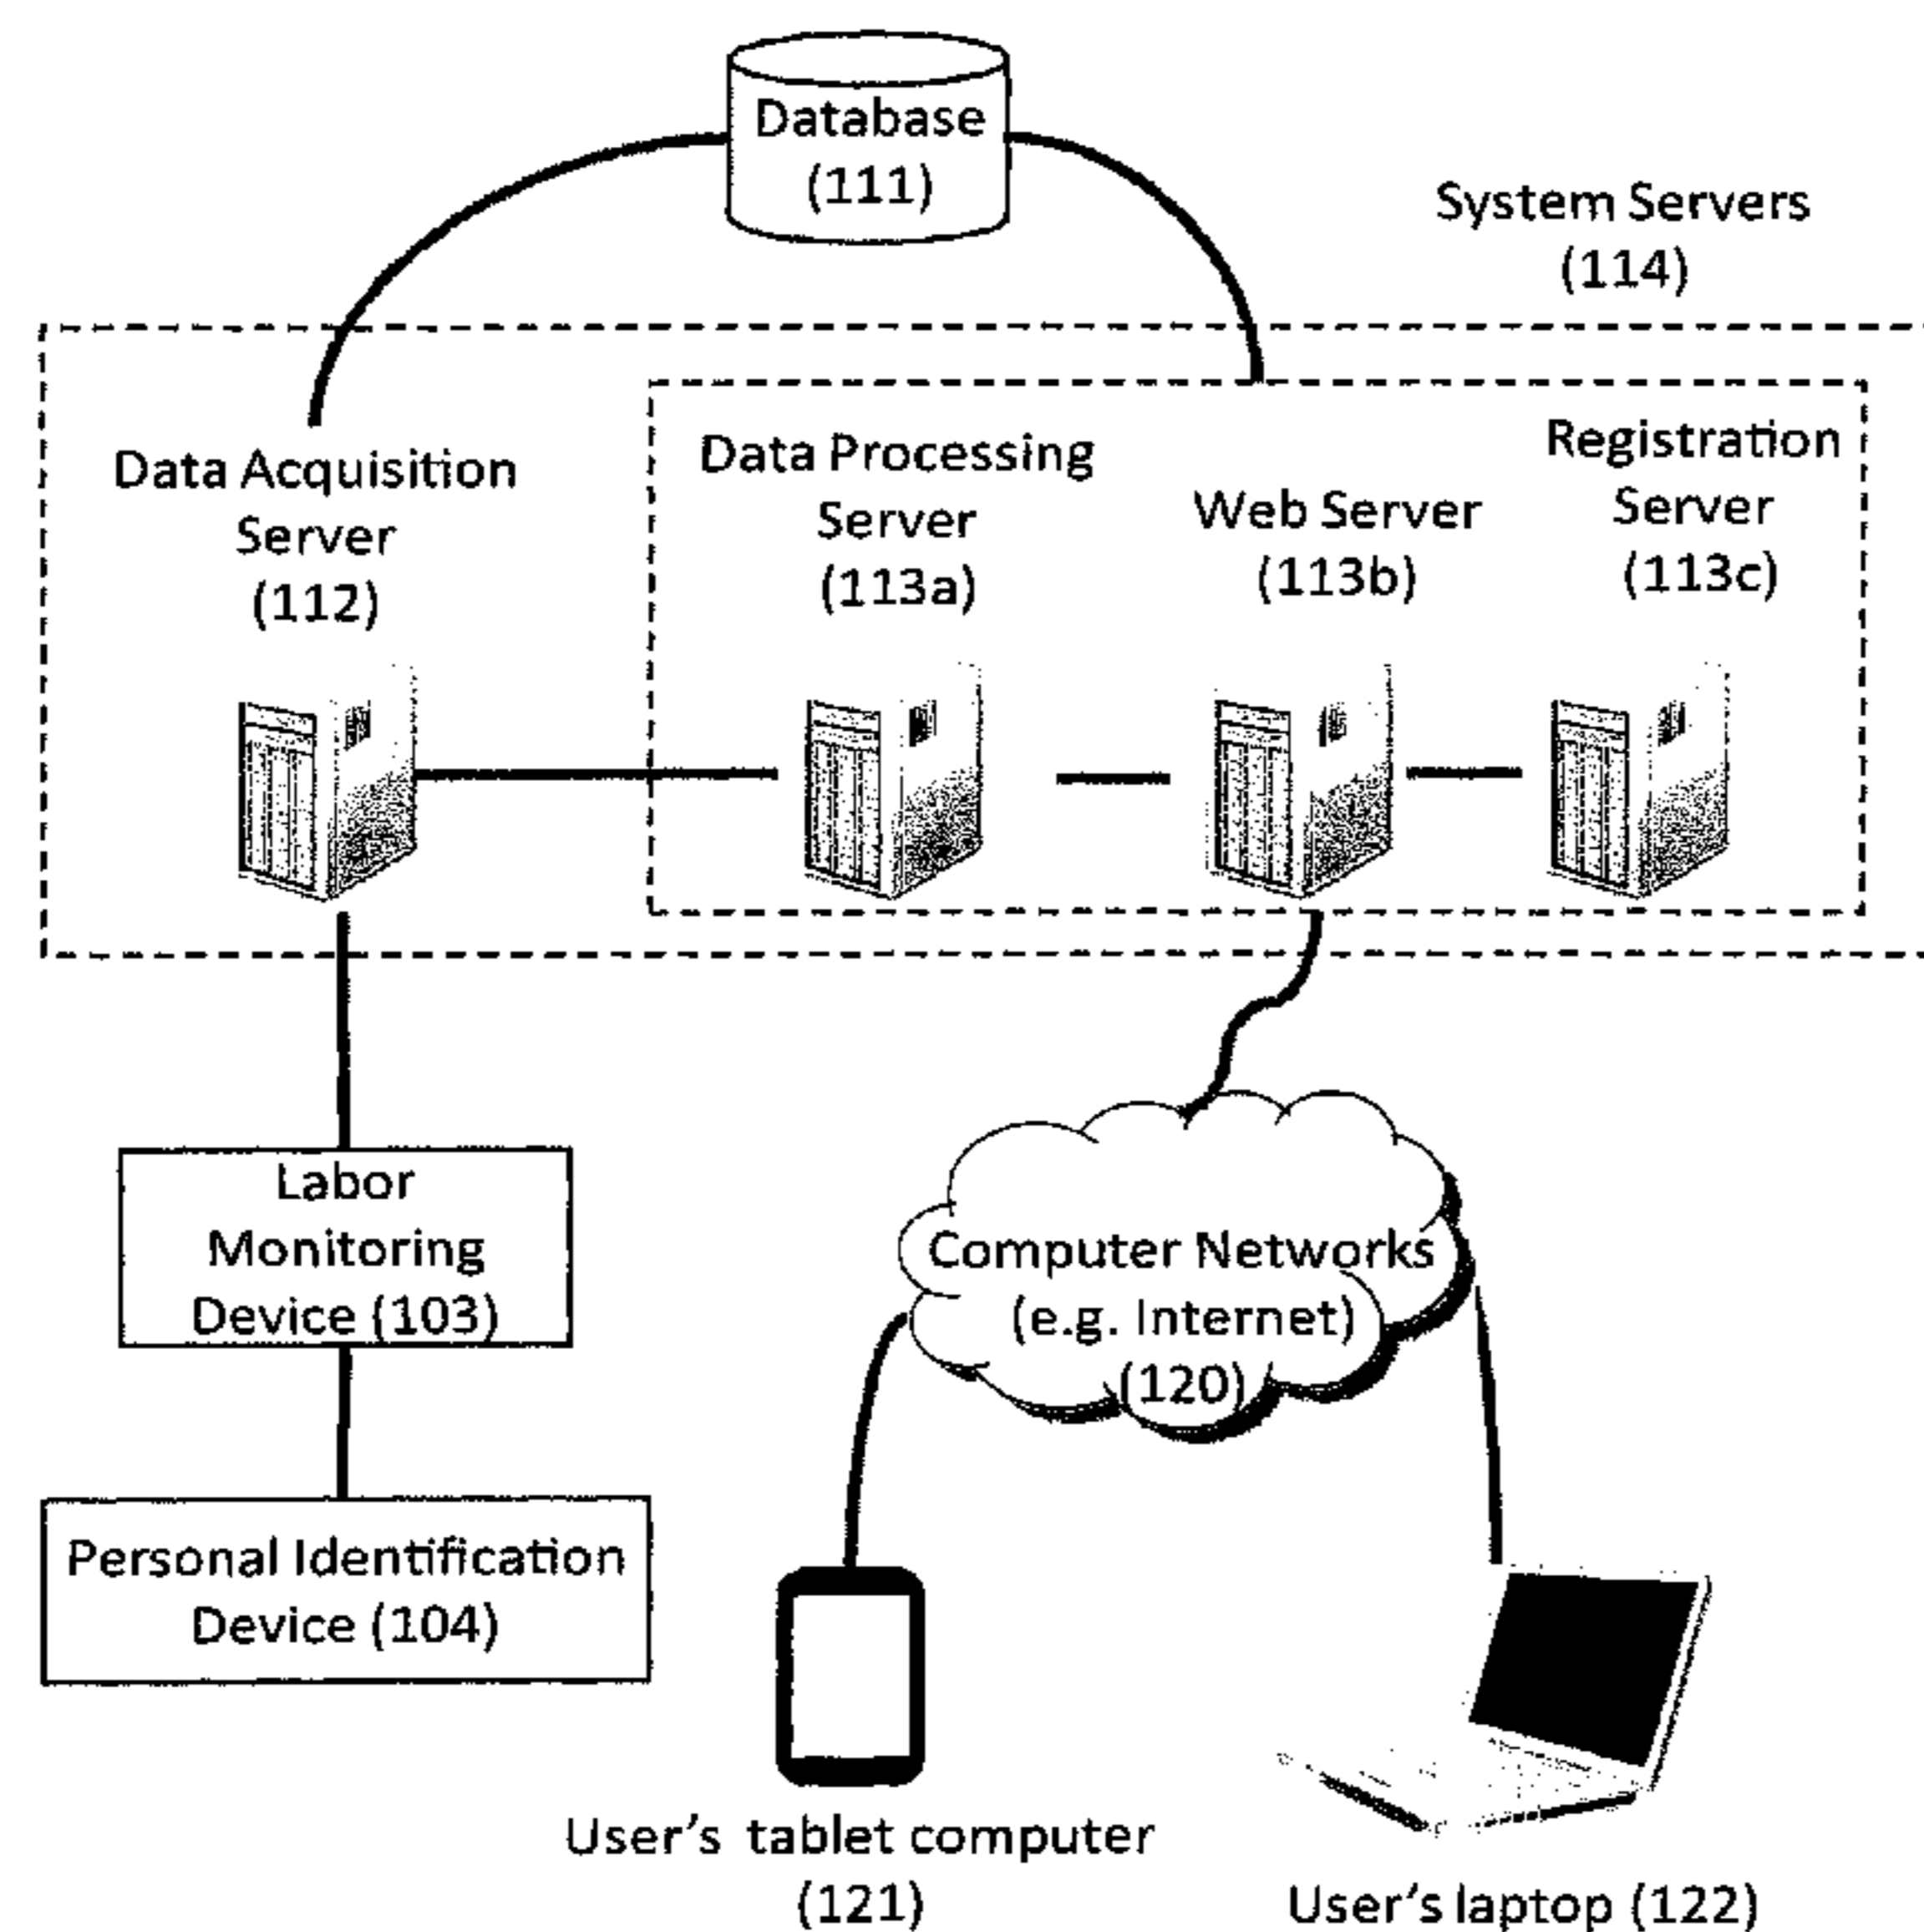 Database
(111)
System Servers
(114)
Data Acquisition
Server
(112)
Data Processing
Server
(113a)
Web Server
(113b)
Registration
Server
(113c)
Labor
Monitoring
Device (103)
Computer Networks
(e.g. Internet)
(120)
Personal Identification
Device (104)
User's tablet computer
(121)
User's laptop (122)